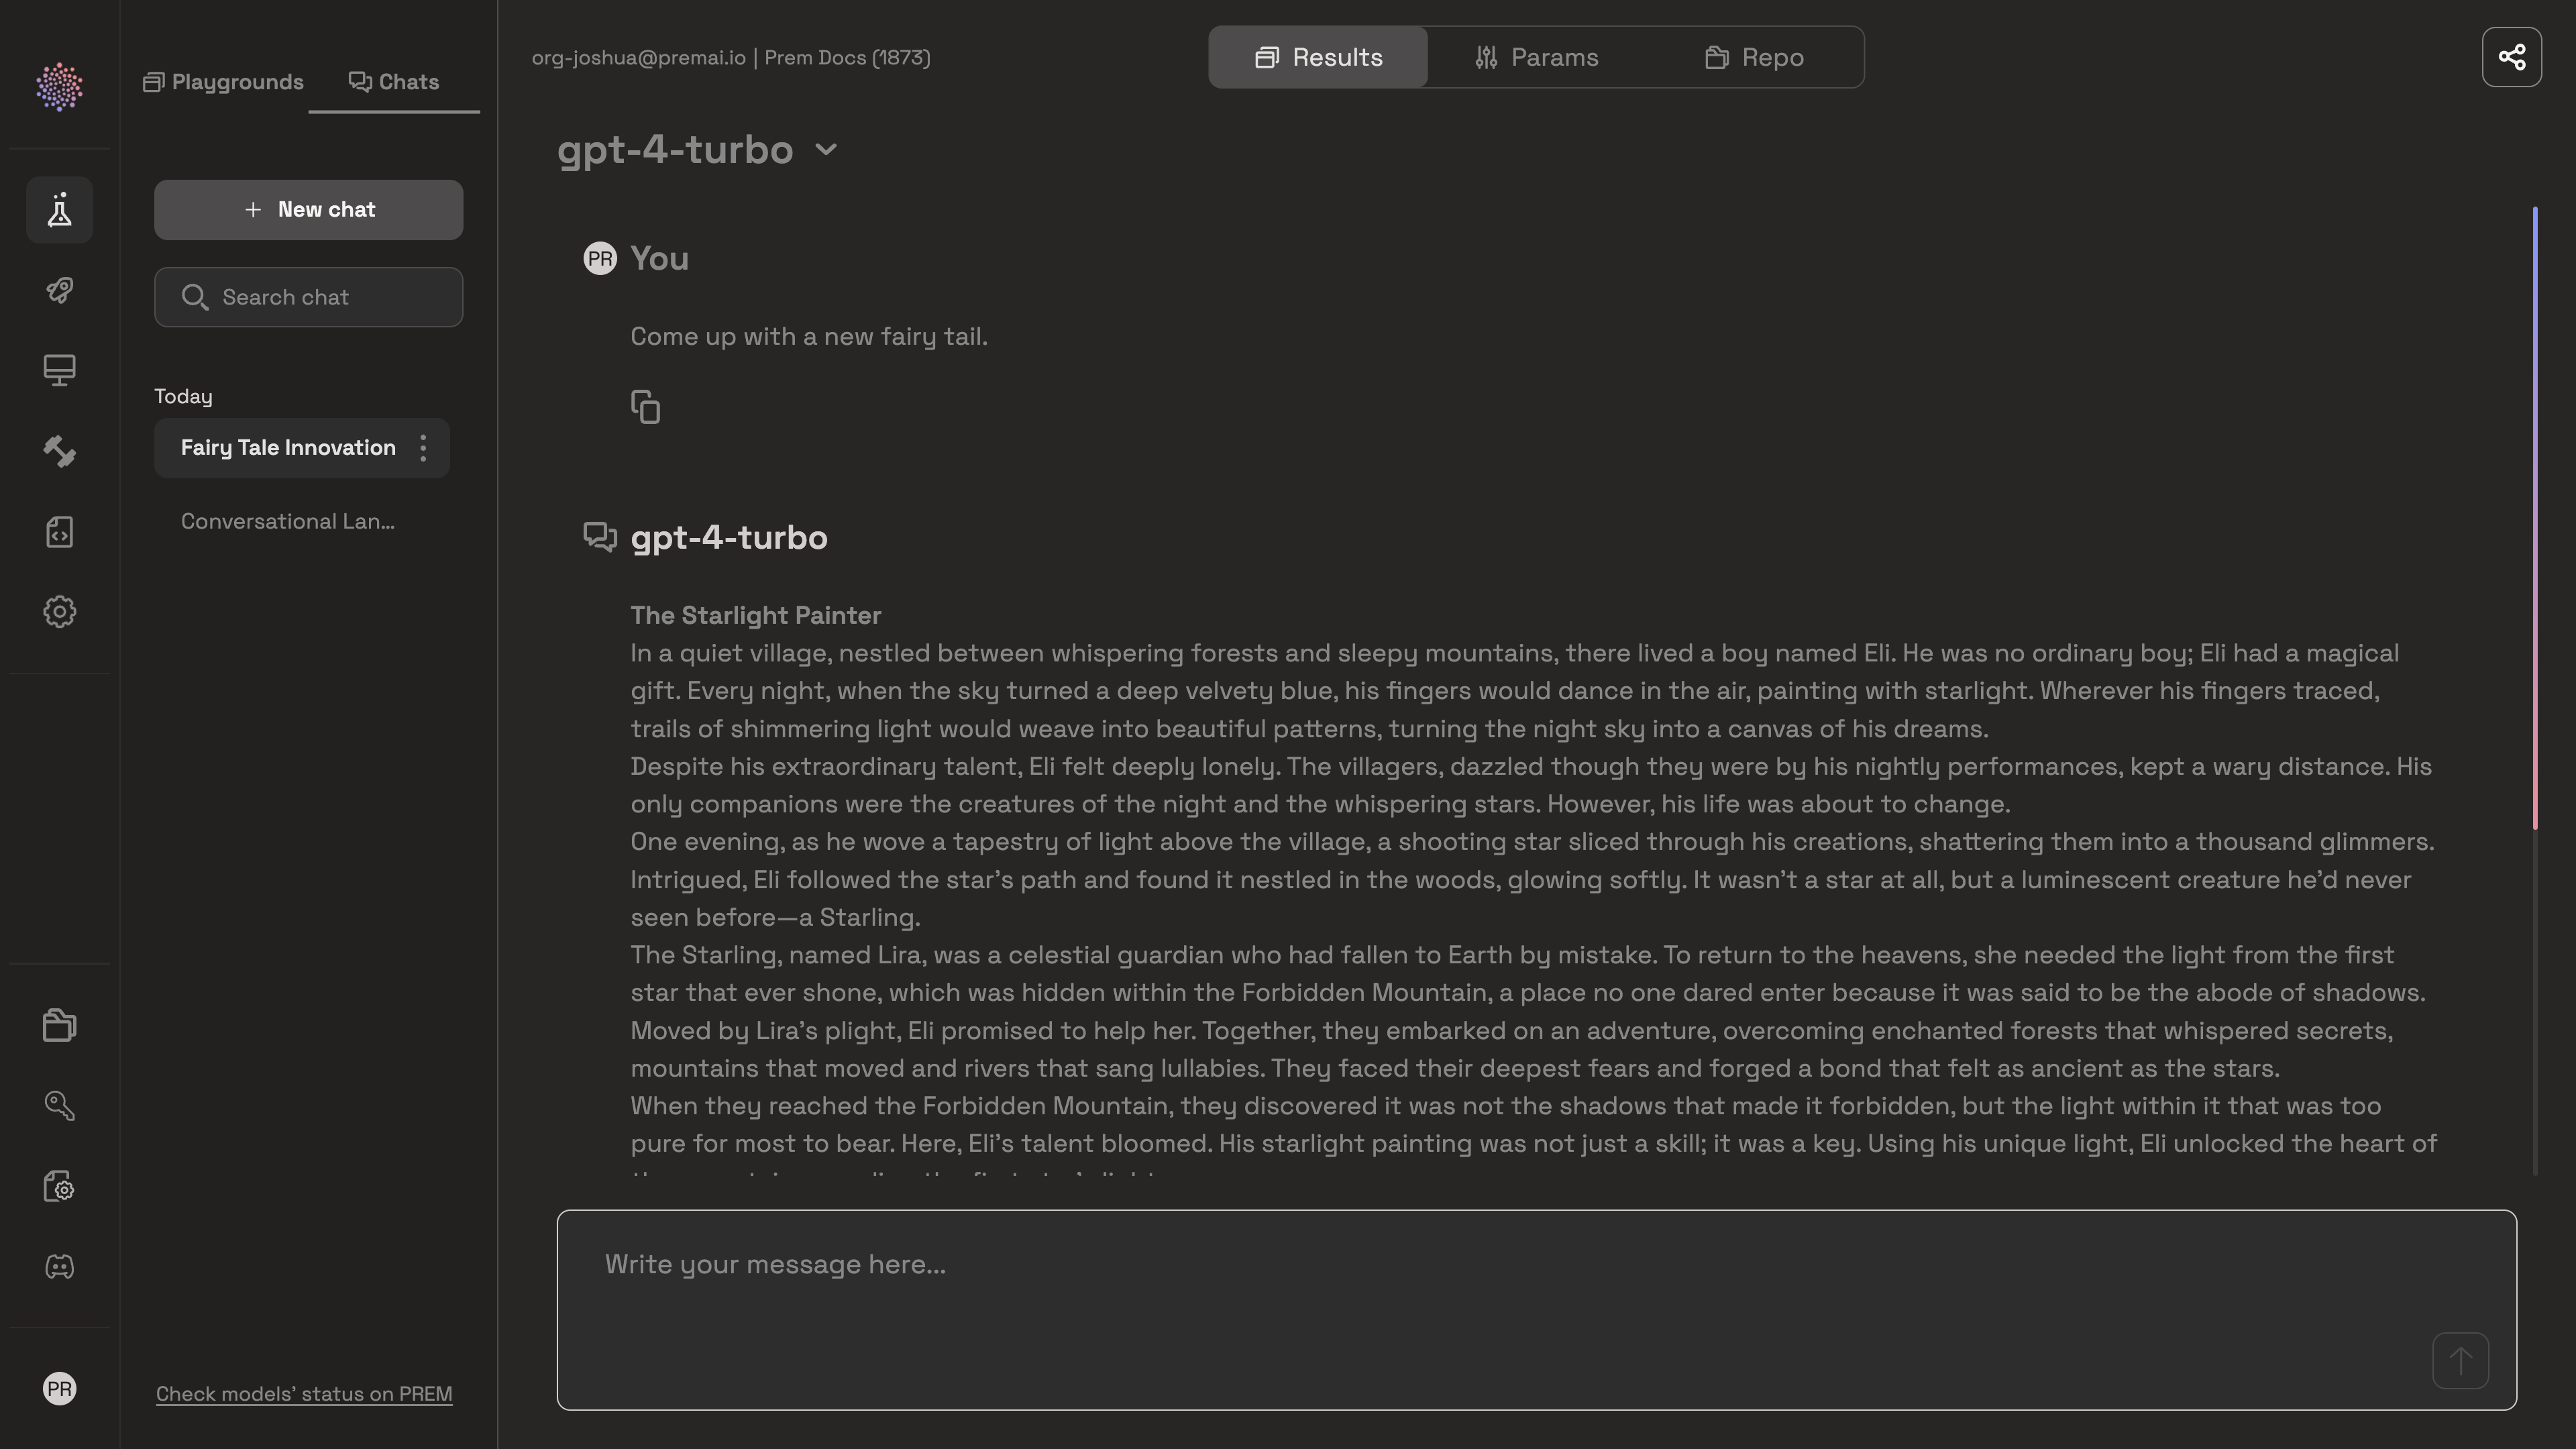 Playgrounds
Chats
New chat
Search chat
Today
Fairy Tale Innovation
Conversational Lan...
PR
Check models' status on PREM
org-joshua@premai.io | Prem Docs (1873)
Results
Params
Repo
gpt-4-turbo
PR You
Come up with a new fairy tail.
gpt-4-turbo
The Starlight Painter
In a quiet village, nestled between whispering forests and sleepy mountains, there lived a boy named Eli. He was no ordinary boy; Eli had a magical
gift. Every night, when the sky turned a deep velvety blue, his fingers would dance in the air, painting with starlight. Wherever his fingers traced,
trails of shimmering light would weave into beautiful patterns, turning the night sky into a canvas of his dreams.
Despite his extraordinary talent, Eli felt deeply lonely. The villagers, dazzled though they were by his nightly performances, kept a wary distance. His
only companions were the creatures of the night and the whispering stars. However, his life was about to change.
One evening, as he wove a tapestry of light above the village, a shooting star sliced through his creations, shattering them into a thousand glimmers.
Intrigued, Eli followed the star's path and found it nestled in the woods, glowing softly. It wasn't a star at all, but a luminescent creature he'd never
seen before—a Starling.
The Starling, named Lira, was a celestial guardian who had fallen to Earth by mistake. To return to the heavens, she needed the light from the first
star that ever shone, which was hidden within the Forbidden Mountain, a place no one dared enter because it was said to be the abode of shadows.
Moved by Lira's plight, Eli promised to help her. Together, they embarked on an adventure, overcoming enchanted forests that whispered secrets,
mountains that moved and rivers that sang lullabies. They faced their deepest fears and forged a bond that felt as ancient as the stars.
When they reached the Forbidden Mountain, they discovered it was not the shadows that made it forbidden, but the light within it that was too
pure for most to bear. Here, Eli's talent bloomed. His starlight painting was not just a skill; it was a key. Using his unique light, Eli unlocked the heart of
Write your message here...